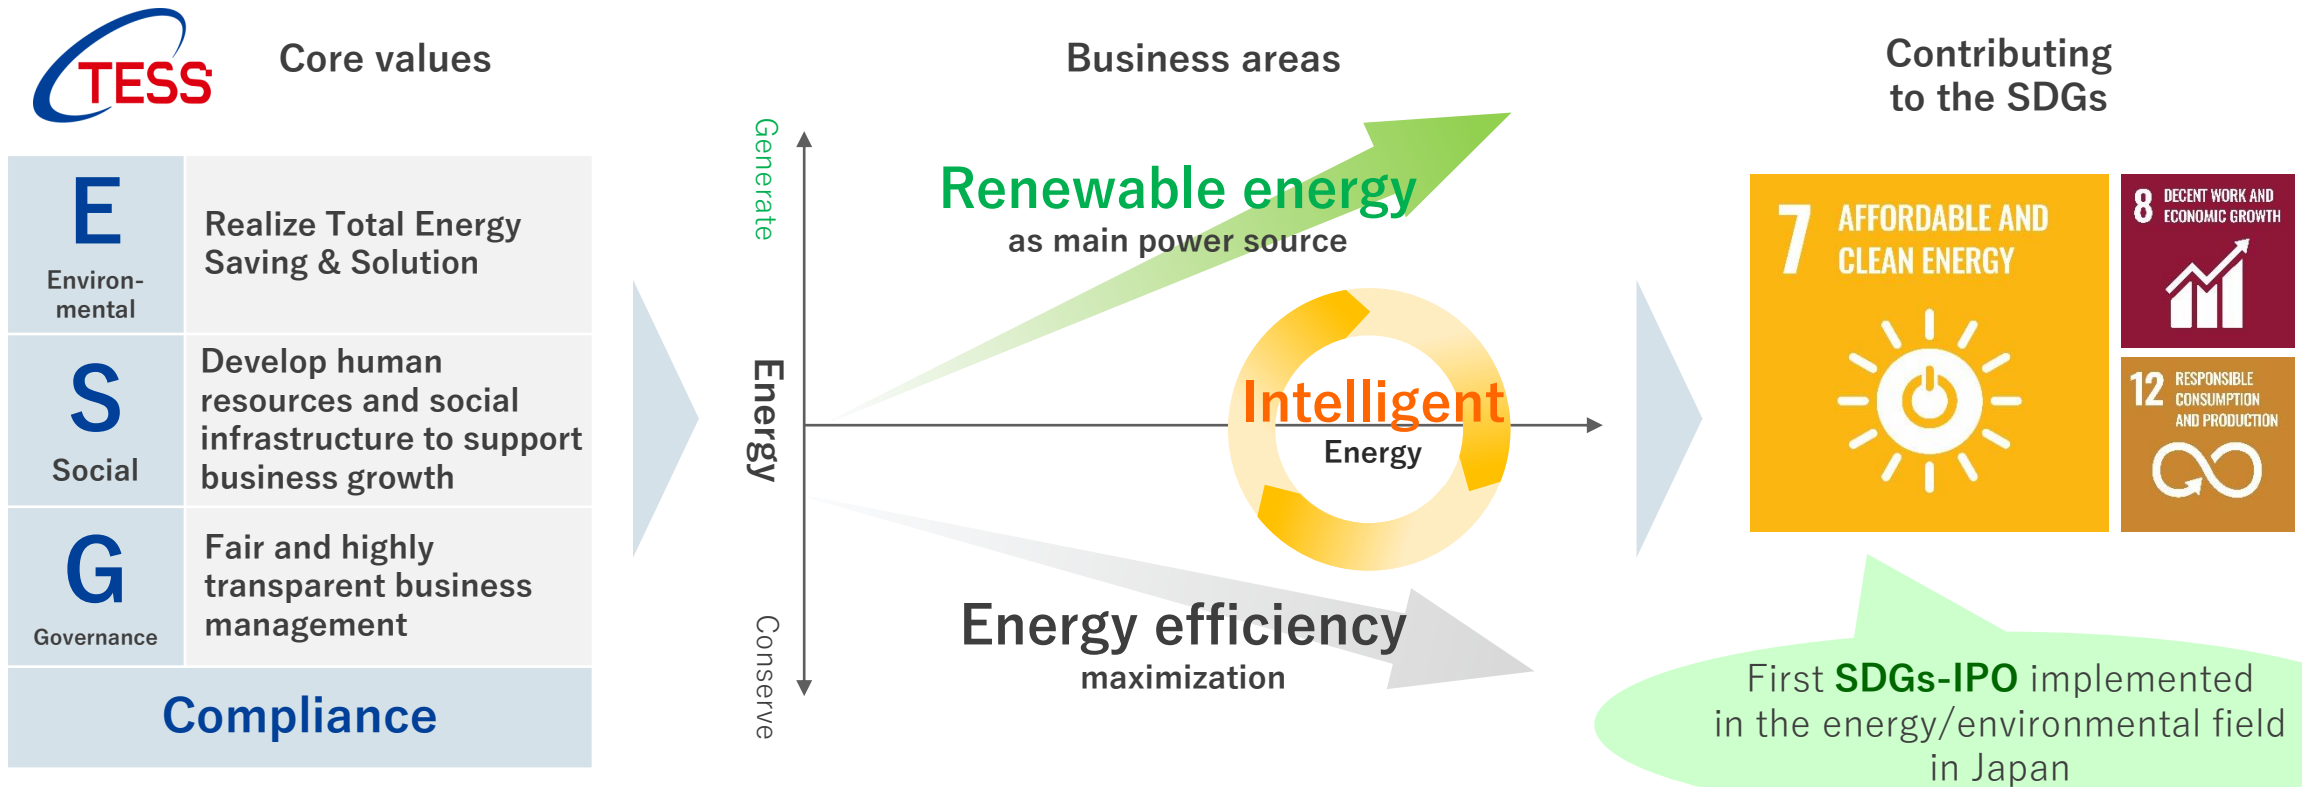 TESS
Core values
E
Environ-
mental
Realize Total Energy
Saving & Solution
S
Social
Develop human
resources and social
infrastructure to support
business growth
G
Governance
Fair and highly
transparent business
management
Compliance
Business areas
Generate
Energy
Conserve
Renewable energy
as main power source
Intelligent
Energy
Energy efficiency
maximization
Contributing
to the SDGs
7 AFFORDABLE AND
CLEAN ENERGY
8 DECENT WORK AND
ECONOMIC GROWTH
12 RESPONSIBLE
CONSUMPTION
AND PRODUCTION
First SDGs-IPO implemented
in the energy/environmental field
in Japan